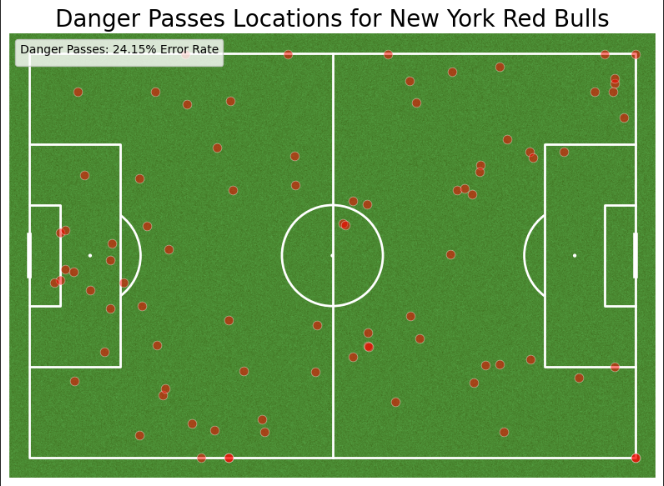 Danger Passes Locations for New York Red Bulls
Danger Passes: 24.15% Error Rate